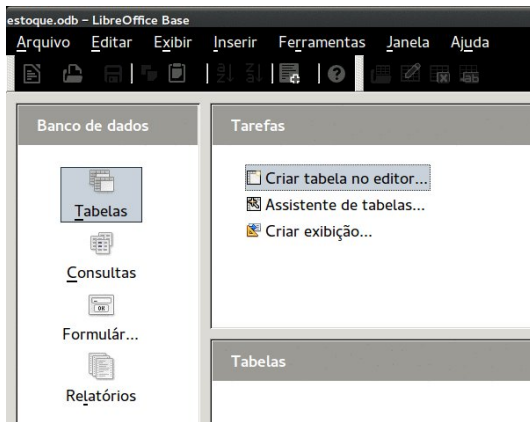 estoque.odb – LibreOffice Base
Arquivo Editar Exibir Inserir Ferramentas Janela Ajuda
Banco de dados
Tarefas
Criar tabela no editor...
Assistente de tabelas...
Criar exibição...
Tabelas
Consultas
Formulár...
Relatórios
Tabelas